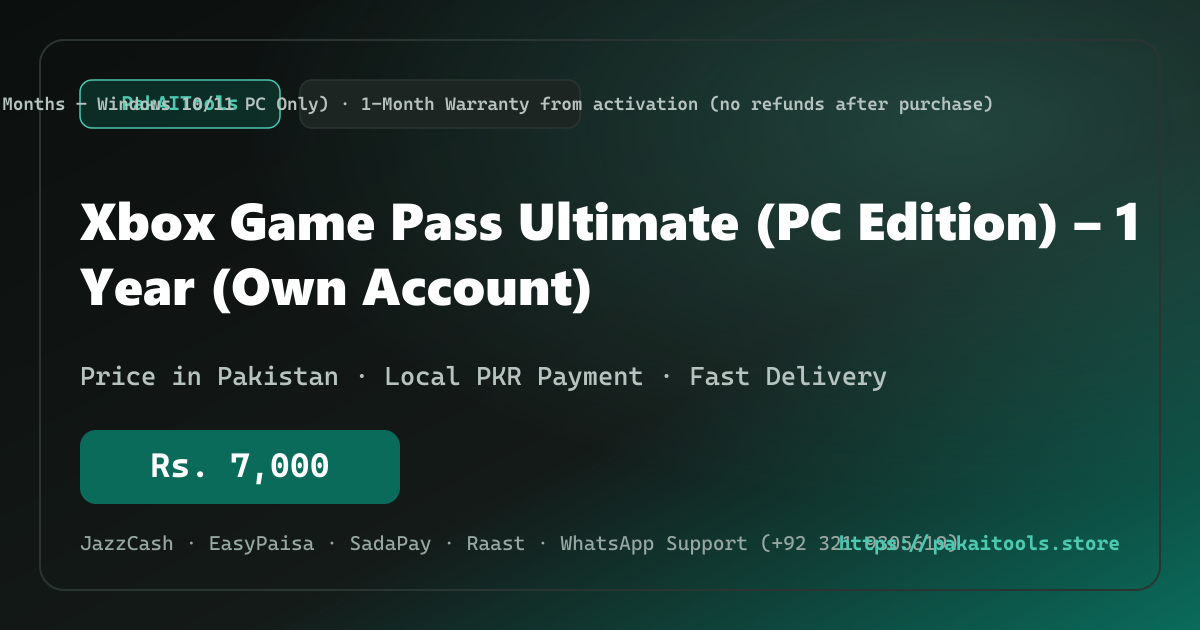 PakAITools
Months – Windows 10/11 PC Only) · 1-Month Warranty from activation (no refunds after purchase)
Xbox Game Pass Ultimate (PC Edition) – 1
Year (Own Account)
Price in Pakistan · Local PKR Payment · Fast Delivery
Rs. 7,000
JazzCash · EasyPaisa · SadaPay · Raast · WhatsApp Support (+92 321
https://pakaitools.store